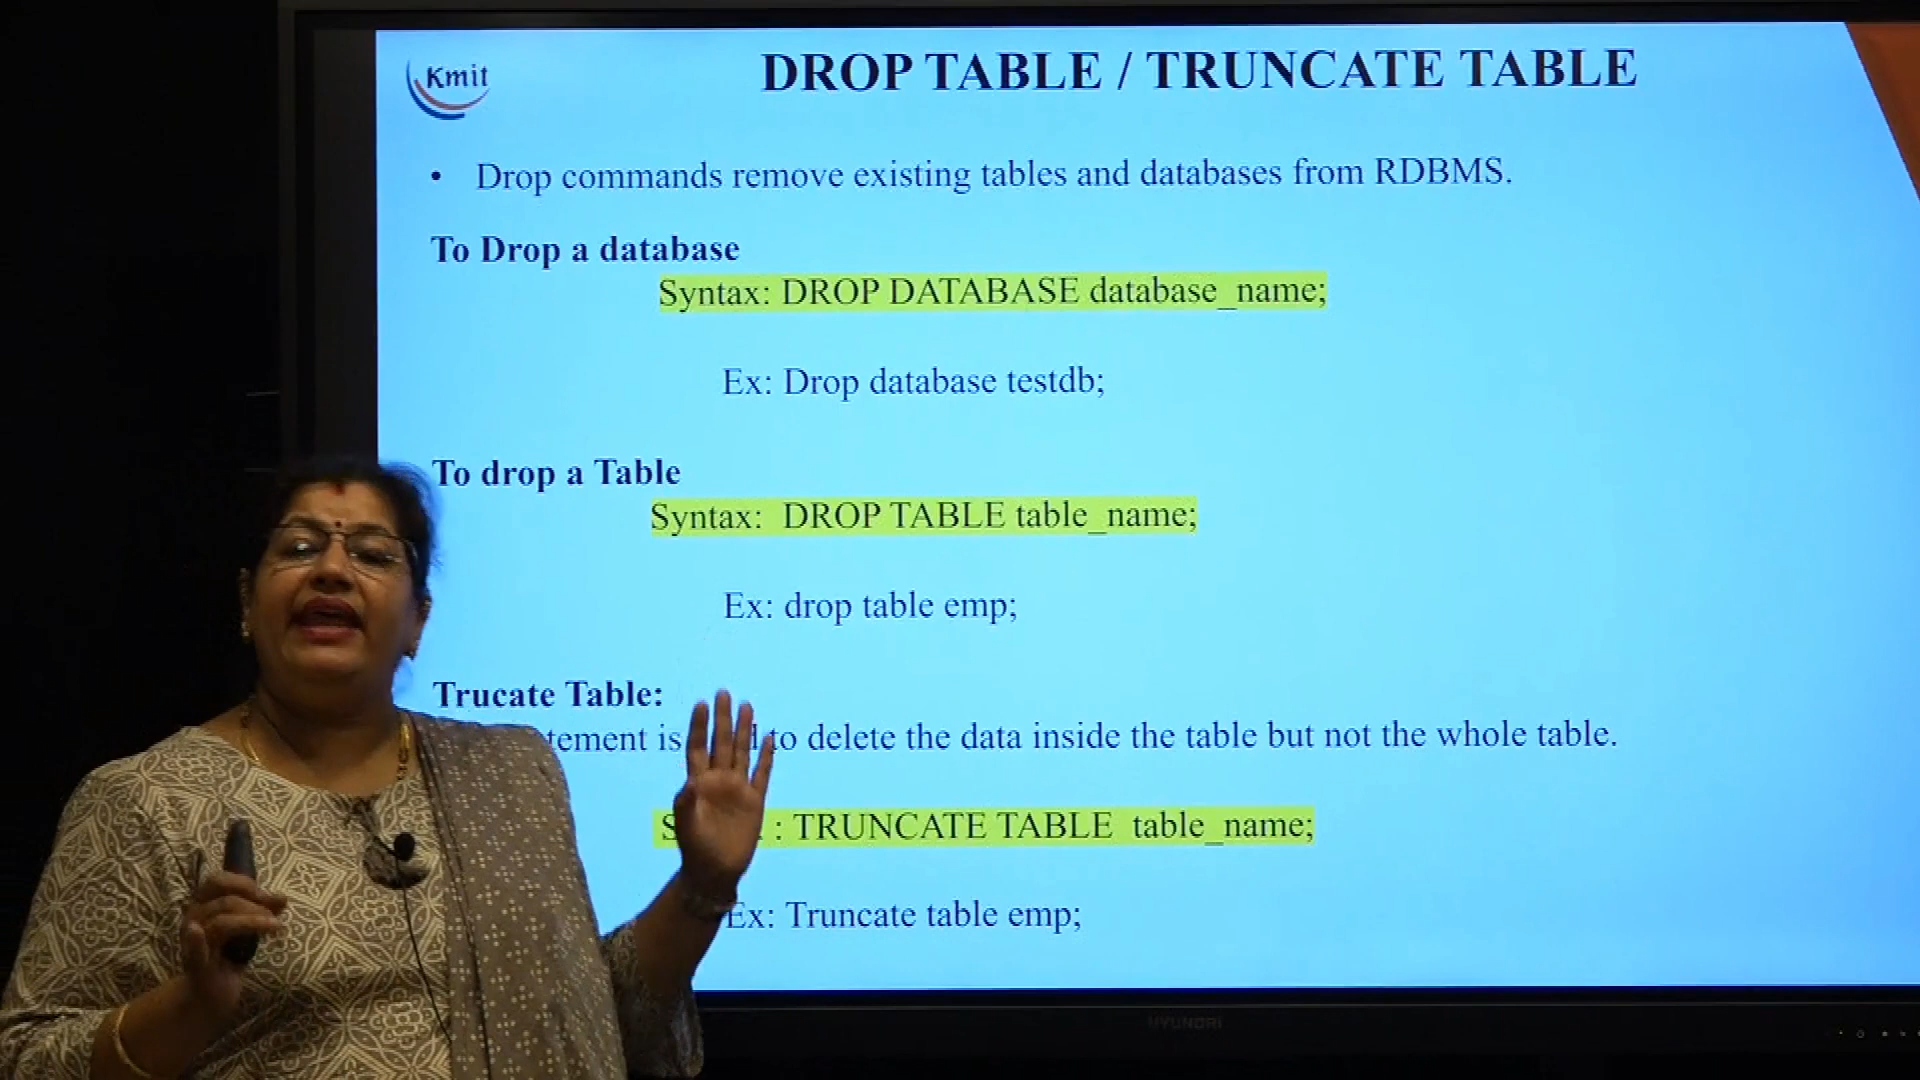 Kmit
DROP TABLE / TRUNCATE TABLE
• Drop commands remove existing tables and databases from RDBMS.
To Drop a database
Syntax: DROP DATABASE database_name;
Ex: Drop database testdb;
To drop a Table
Syntax: DROP TABLE table_name;
Ex: drop table emp;
Trucate Table:
to delete the data inside the table but not the whole table.
: TRUNCATE TABLE table_name;
Ex: Truncate table emp;
HYUNDAI